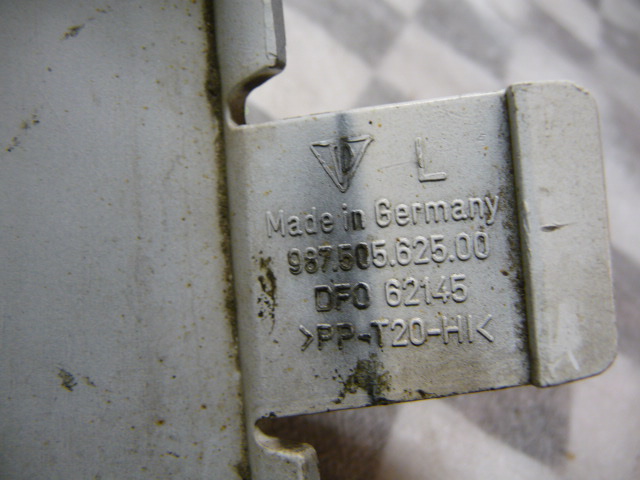 L
Made in Germany
987.505.625.00
DFO 62145
>PP-T20-HI<